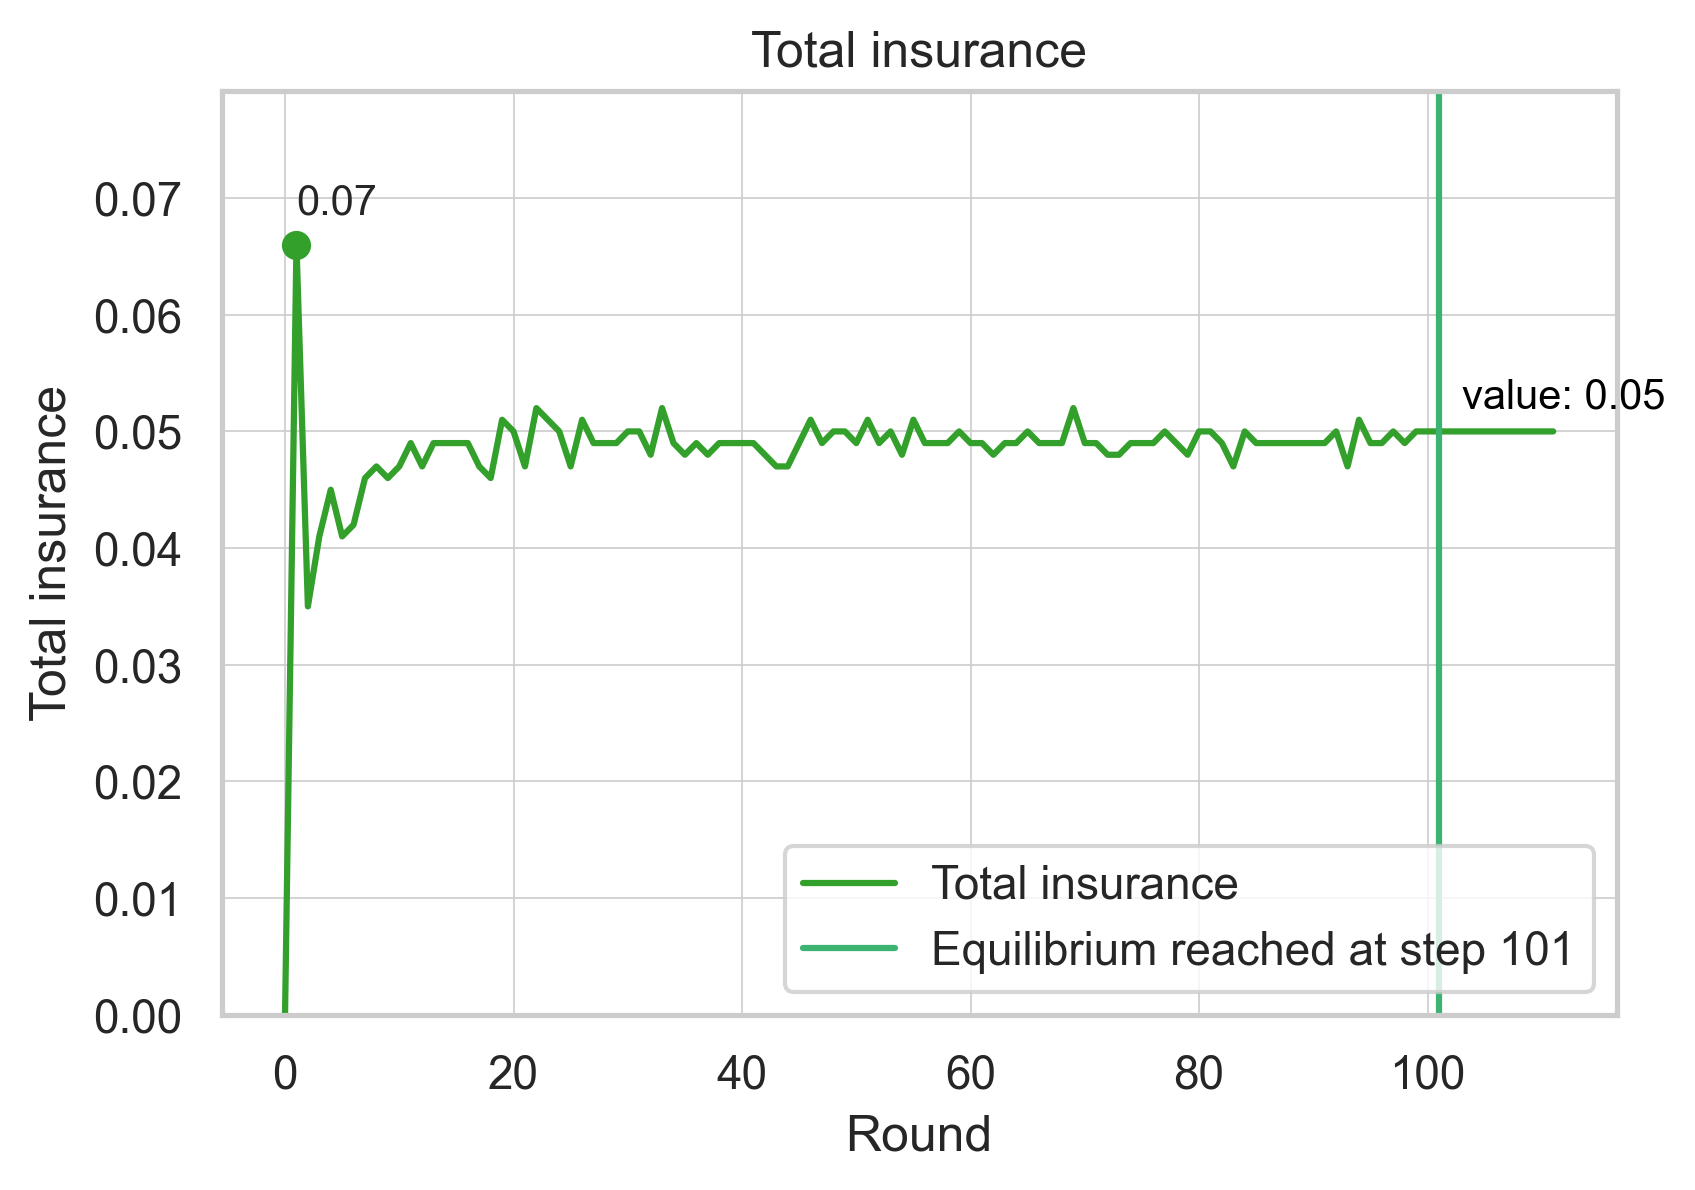 Total insurance
0.07
0.06
0.05
0.04
0.03
0.02
0.01
0.00
Total insurance
0.07
value: 0.05
Total insurance
Equilibrium reached at step 101
0 20 40 60 80 100
Round